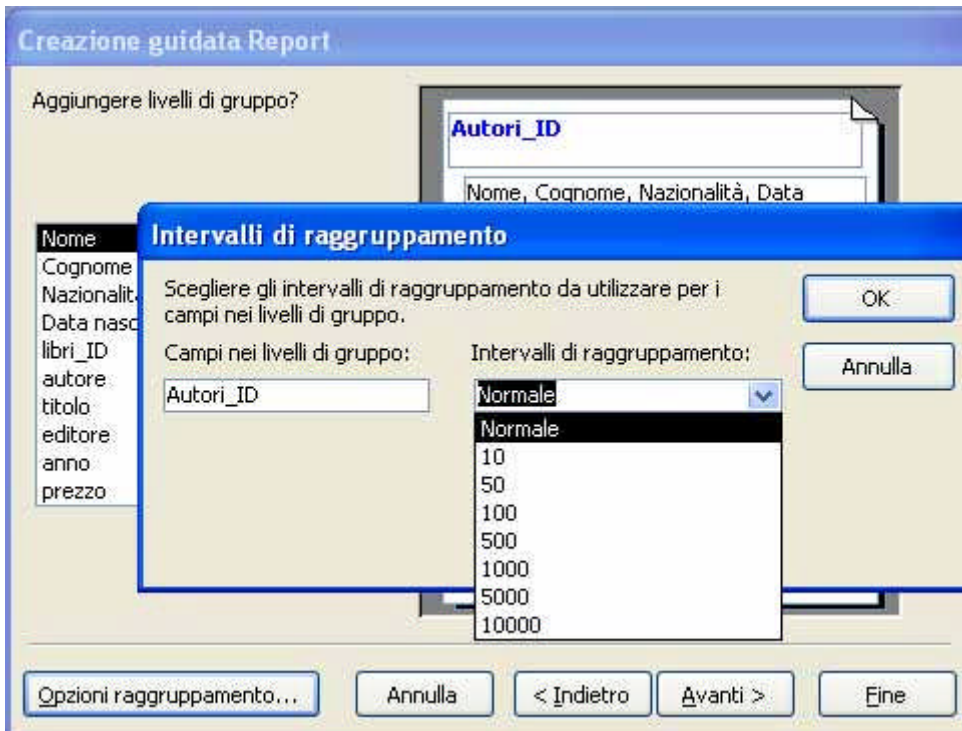 Creazione guidata Report
Aggiungere livelli di gruppo?
Autori_ID
Nome, Cognome, Nazionalità, Data
Nome
Cognome
Data
libri_ID
autore
titolo
editore
anno
prezzo
Intervalli di raggruppamento
Scegliere gli intervalli di raggruppamento da utilizzare per i
campi nei livelli di gruppo.
Campi nei livelli di gruppo:
Autori_ID
Intervalli di raggruppamento:
Normale
Normale
10
50
100
500
1000
5000
10000
OK
Annulla
Opzioni raggruppamento...
Annulla
< Indietro
Avanti >
Fine